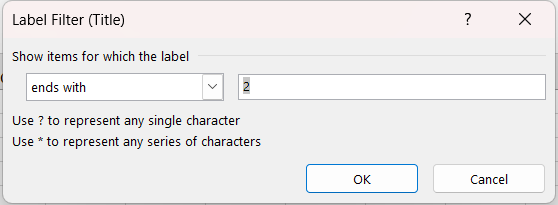 Label Filter (Title) ?
Show items for which the label
ends with 2
Use ? to represent any single character
Use * to represent any series of characters
OK Cancel